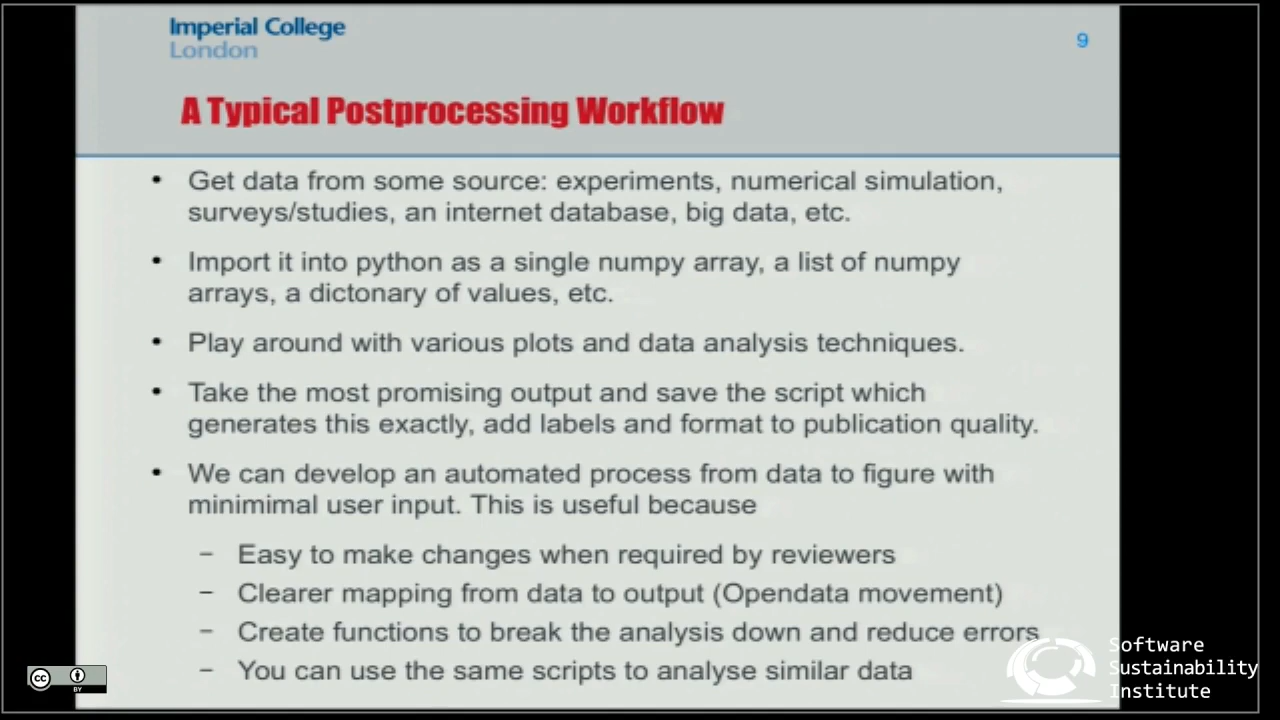 Imperial College
London
9
A Typical Postprocessing Workflow
• Get data from some source: experiments, numerical simulation,
surveys/studies, an internet database, big data, etc.
• Import it into python as a single numpy array, a list of numpy
arrays, a dictonary of values, etc.
• Play around with various plots and data analysis techniques.
• Take the most promising output and save the script which
generates this exactly, add labels and format to publication quality.
• We can develop an automated process from data to figure with
minimimal user input. This is useful because
– Easy to make changes when required by reviewers
– Clearer mapping from data to output (Opendata movement)
– Create functions to break the analysis down and reduce errors
– You can use the same scripts to analyse similar data
cc
BY
Software
Sustainability
Institute